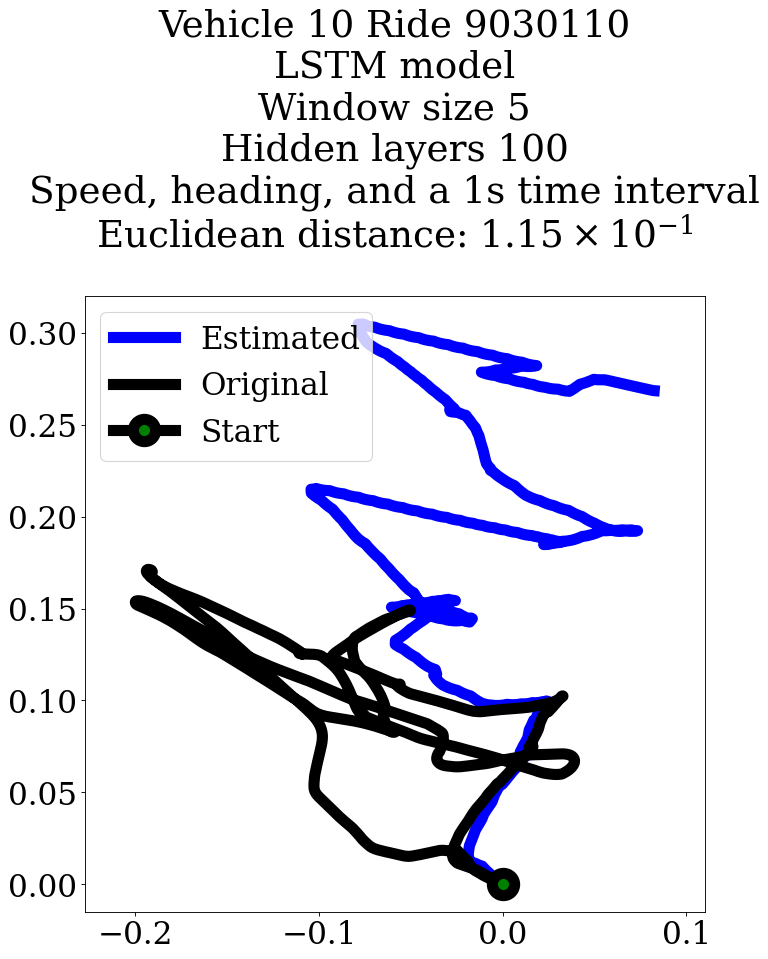 Vehicle 10 Ride 9030110
LSTM model
Window size 5
Hidden layers 100
Speed, heading, and a 1s time interval
Euclidean distance: 1.15 × 10⁻¹
Estimated
Original
Start
0.30
0.25
0.20
0.15
0.10
0.05
0.00
−0.2
−0.1
0.0
0.1